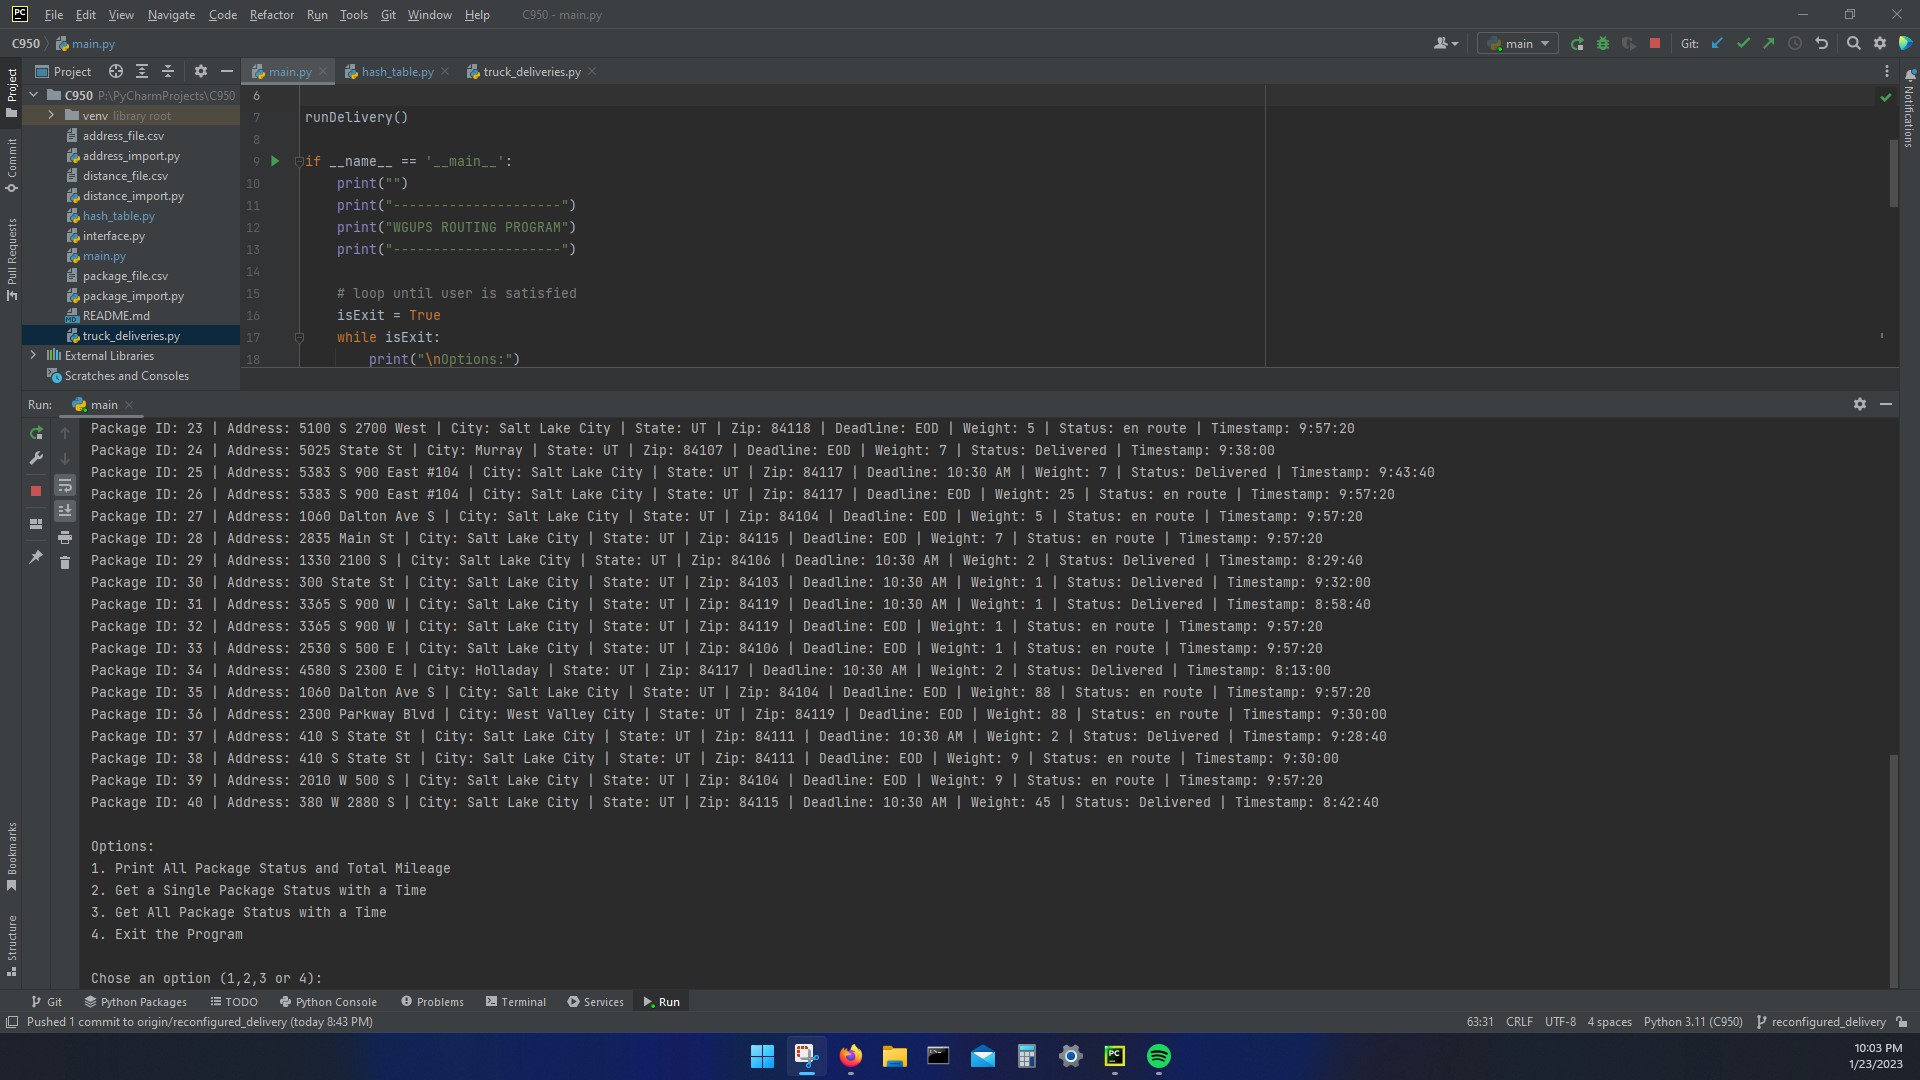 PC File Edit View Navigate Code Refactor Run Tools Git Window Help C950 - main.py
C950 main.py main Git:
Project main.py hash_table.py truck_deliveries.py
C950 P:\PyCharmProjects\C950
venv library root
address_file.csv
address_import.py
distance_file.csv
distance_import.py
hash_table.py
interface.py
main.py
package_file.csv
package_import.py
README.md
truck_deliveries.py
External Libraries
Scratches and Consoles
Project
Commit
Pull Requests
Bookmarks
Structure
Notifications
6
7 runDelivery()
8
9 if __name__ == '__main__':
10 print("")
11 print("---------------------")
12 print("WGUPS ROUTING PROGRAM")
13 print("---------------------")
14
15 # loop until user is satisfied
16 isExit = True
17 while isExit:
18 print("\nOptions:")
Run: main
Package ID: 23 | Address: 5100 S 2700 West | City: Salt Lake City | State: UT | Zip: 84118 | Deadline: EOD | Weight: 5 | Status: en route | Timestamp: 9:57:20
Package ID: 24 | Address: 5025 State St | City: Murray | State: UT | Zip: 84107 | Deadline: EOD | Weight: 7 | Status: Delivered | Timestamp: 9:38:00
Package ID: 25 | Address: 5383 S 900 East #104 | City: Salt Lake City | State: UT | Zip: 84117 | Deadline: 10:30 AM | Weight: 7 | Status: Delivered | Timestamp: 9:43:40
Package ID: 26 | Address: 5383 S 900 East #104 | City: Salt Lake City | State: UT | Zip: 84117 | Deadline: EOD | Weight: 25 | Status: en route | Timestamp: 9:57:20
Package ID: 27 | Address: 1060 Dalton Ave S | City: Salt Lake City | State: UT | Zip: 84104 | Deadline: EOD | Weight: 5 | Status: en route | Timestamp: 9:57:20
Package ID: 28 | Address: 2835 Main St | City: Salt Lake City | State: UT | Zip: 84115 | Deadline: EOD | Weight: 7 | Status: en route | Timestamp: 9:57:20
Package ID: 29 | Address: 1330 2100 S | City: Salt Lake City | State: UT | Zip: 84106 | Deadline: 10:30 AM | Weight: 2 | Status: Delivered | Timestamp: 8:29:40
Package ID: 30 | Address: 300 State St | City: Salt Lake City | State: UT | Zip: 84103 | Deadline: 10:30 AM | Weight: 1 | Status: Delivered | Timestamp: 9:32:00
Package ID: 31 | Address: 3365 S 900 W | City: Salt Lake City | State: UT | Zip: 84119 | Deadline: 10:30 AM | Weight: 1 | Status: Delivered | Timestamp: 8:58:40
Package ID: 32 | Address: 3365 S 900 W | City: Salt Lake City | State: UT | Zip: 84119 | Deadline: EOD | Weight: 1 | Status: en route | Timestamp: 9:57:20
Package ID: 33 | Address: 2530 S 500 E | City: Salt Lake City | State: UT | Zip: 84106 | Deadline: EOD | Weight: 1 | Status: en route | Timestamp: 9:57:20
Package ID: 34 | Address: 4580 S 2300 E | City: Holladay | State: UT | Zip: 84117 | Deadline: 10:30 AM | Weight: 2 | Status: Delivered | Timestamp: 8:13:00
Package ID: 35 | Address: 1060 Dalton Ave S | City: Salt Lake City | State: UT | Zip: 84104 | Deadline: EOD | Weight: 88 | Status: en route | Timestamp: 9:57:20
Package ID: 36 | Address: 2300 Parkway Blvd | City: West Valley City | State: UT | Zip: 84119 | Deadline: EOD | Weight: 88 | Status: en route | Timestamp: 9:30:00
Package ID: 37 | Address: 410 S State St | City: Salt Lake City | State: UT | Zip: 84111 | Deadline: 10:30 AM | Weight: 2 | Status: Delivered | Timestamp: 9:28:40
Package ID: 38 | Address: 410 S State St | City: Salt Lake City | State: UT | Zip: 84111 | Deadline: EOD | Weight: 9 | Status: en route | Timestamp: 9:30:00
Package ID: 39 | Address: 2010 W 500 S | City: Salt Lake City | State: UT | Zip: 84104 | Deadline: EOD | Weight: 9 | Status: en route | Timestamp: 9:57:20
Package ID: 40 | Address: 380 W 2880 S | City: Salt Lake City | State: UT | Zip: 84115 | Deadline: 10:30 AM | Weight: 45 | Status: Delivered | Timestamp: 8:42:40
Options:
1. Print All Package Status and Total Mileage
2. Get a Single Package Status with a Time
3. Get All Package Status with a Time
4. Exit the Program
Chose an option (1,2,3 or 4):
Git Python Packages TODO Python Console Problems Terminal Services Run
Pushed 1 commit to origin/reconfigured_delivery (today 8:43 PM) 63:31 CRLF UTF-8 4 spaces Python 3.11 (C950) reconfigured_delivery
PC
10:03 PM
1/23/2023